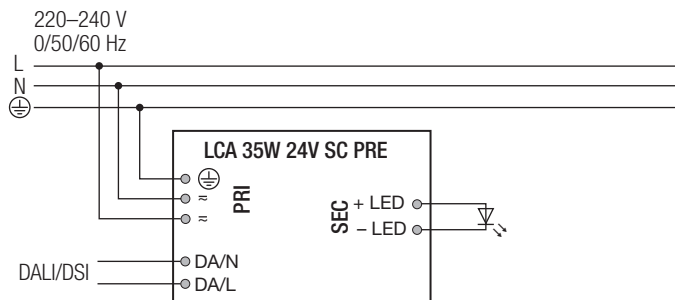 220–240 V
0/50/60 Hz
L
N
LCA 35W 24V SC PRE
PRI
≂
≂
SEC
+ LED
– LED
DALI/DSI
DA/N
DA/L